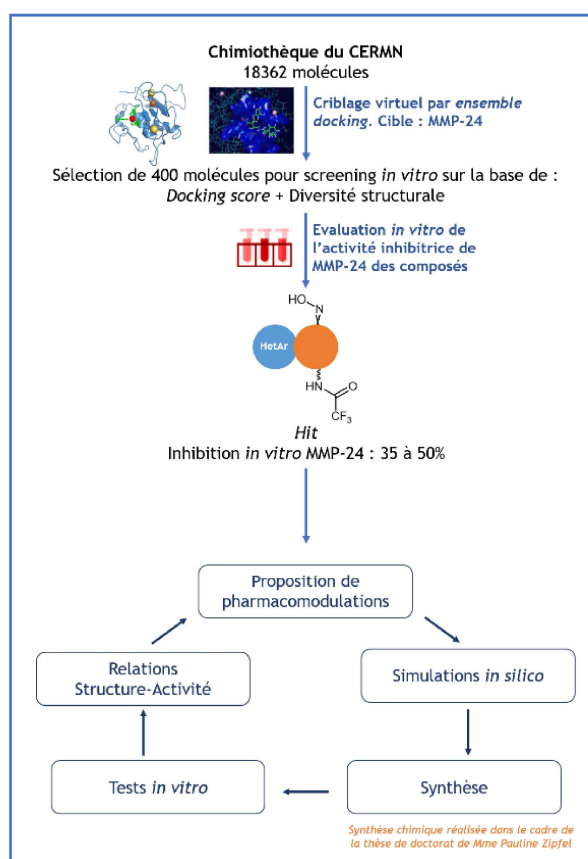 Chimiothèque du CERMN
18362 molécules
Criblage virtuel par ensemble
docking. Cible : MMP-24
Sélection de 400 molécules pour screening in vitro sur la base de :
Docking score + Diversité structurale
Evaluation in vitro de
l'activité inhibitrice de
MMP-24 des composés
HO
N
HetAr
HN
O
CF3
Hit
Inhibition in vitro MMP-24 : 35 à 50%
Proposition de
pharmacomodulations
Relations
Structure-Activité
Simulations in silico
Tests in vitro
Synthèse
Synthèse chimique réalisée dans le cadre de
la thèse de doctorat de Mme Pauline Zipfel